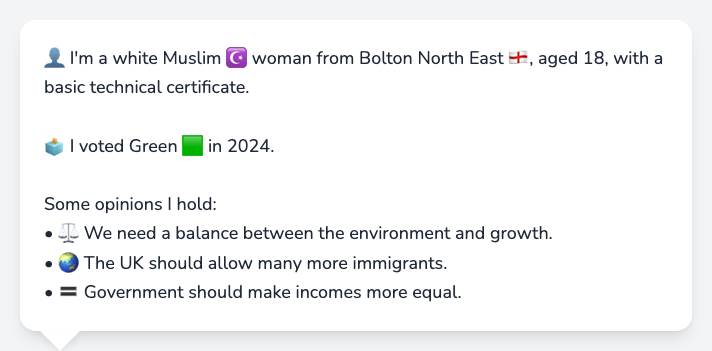 👤 I'm a white Muslim ☪️ woman from Bolton North East 🏴󠁧󠁢󠁥󠁮󠁧󠁿, aged 18, with a
basic technical certificate.
🗳️ I voted Green 🟩 in 2024.
Some opinions I hold:
• ⚖️ We need a balance between the environment and growth.
• 🌏 The UK should allow many more immigrants.
• 🟰 Government should make incomes more equal.